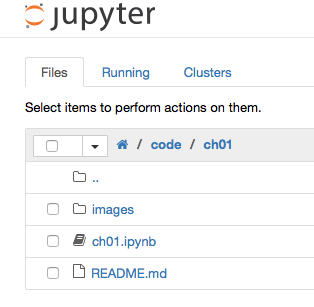 jupyter
Files Running Clusters
Select items to perform actions on them.
/ code / ch01
..
images
ch01.ipynb
README.md